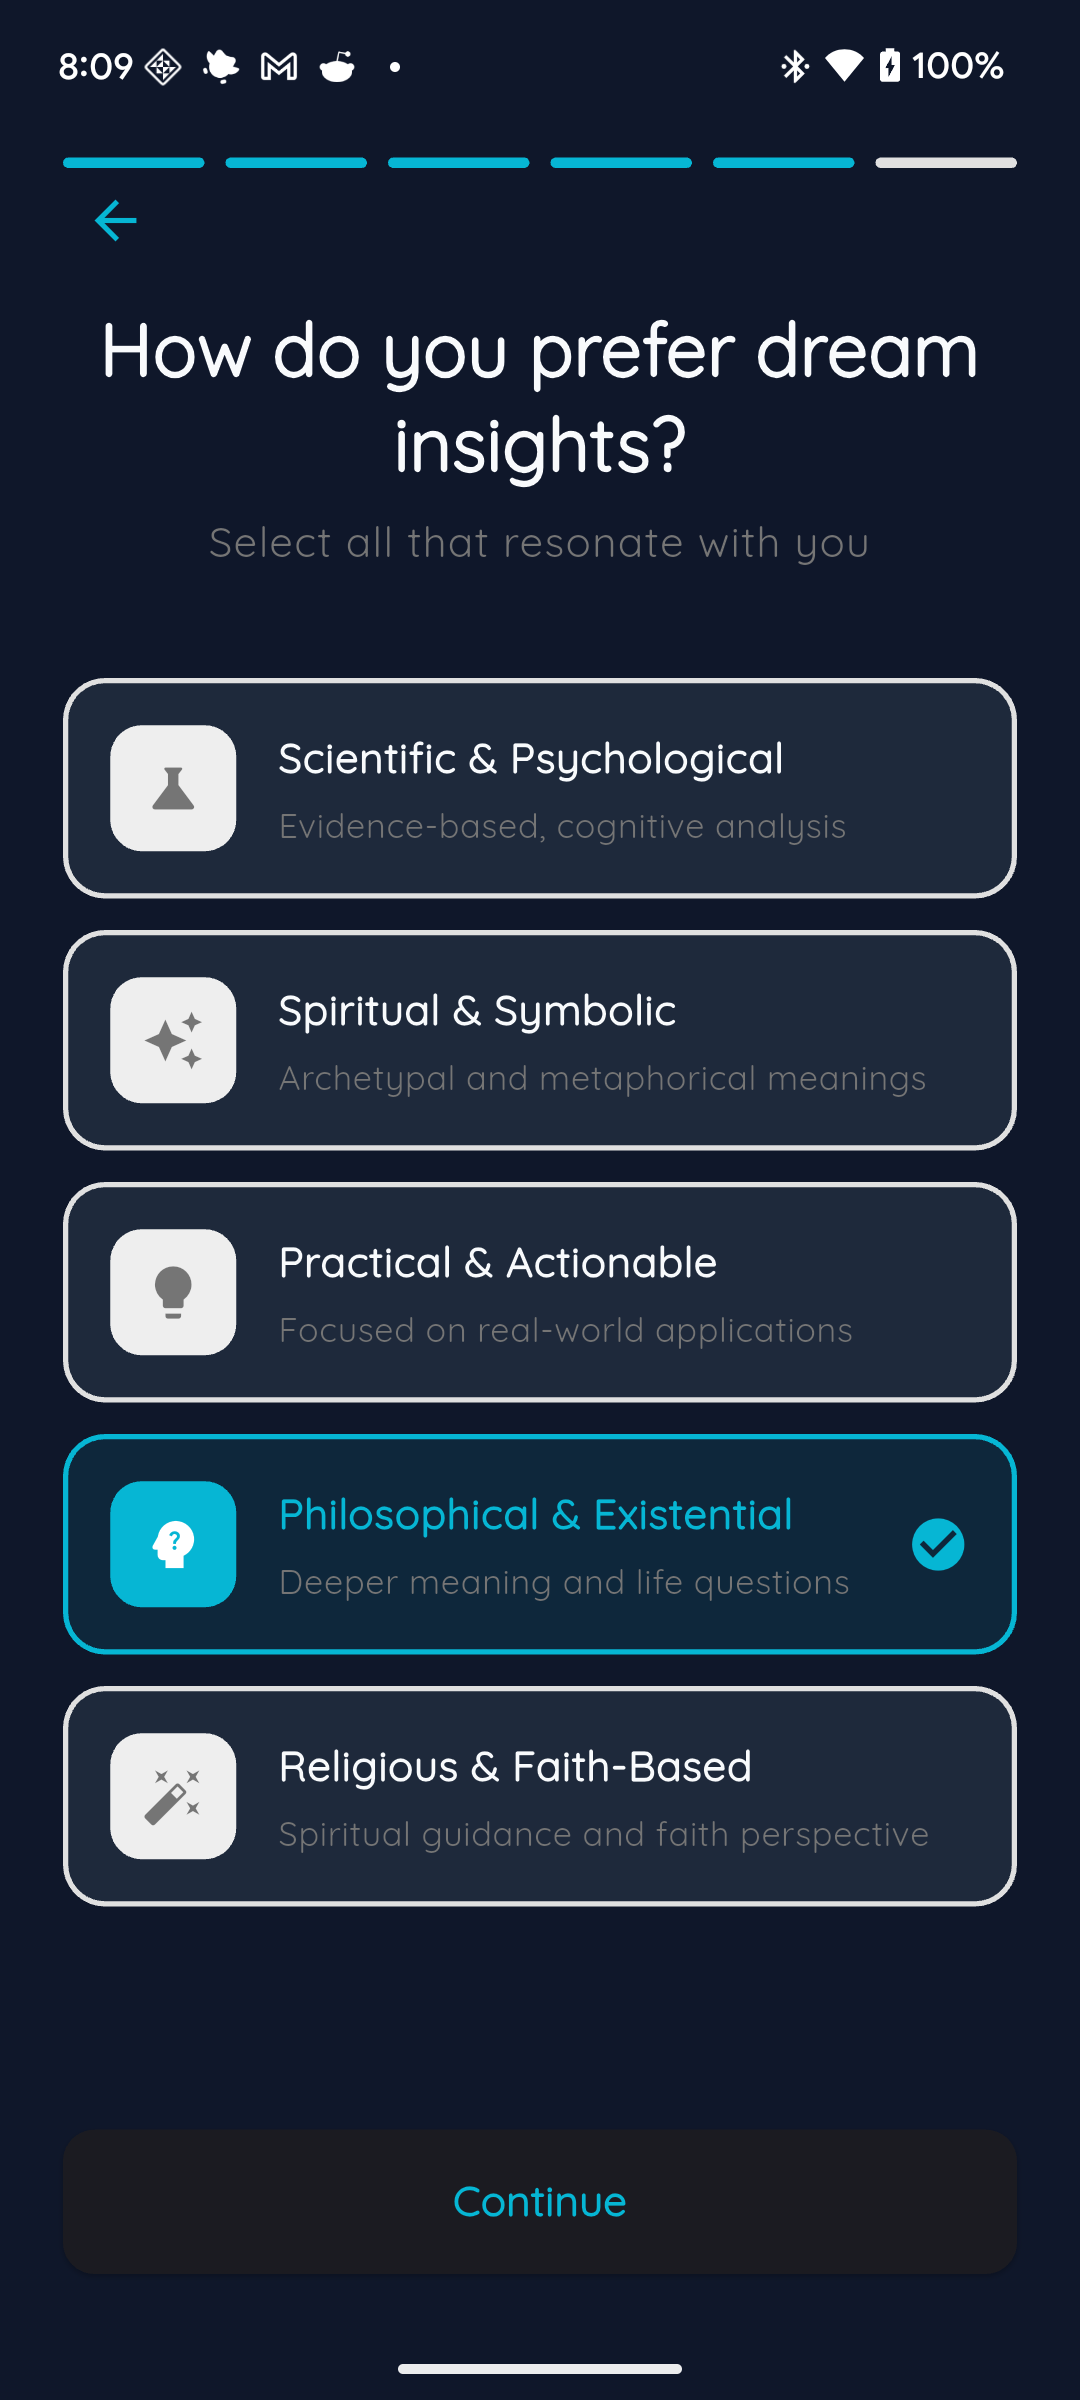 8:09
100%
How do you prefer dream
insights?
Select all that resonate with you
Scientific & Psychological
Evidence-based, cognitive analysis
Spiritual & Symbolic
Archetypal and metaphorical meanings
Practical & Actionable
Focused on real-world applications
Philosophical & Existential
Deeper meaning and life questions
Religious & Faith-Based
Spiritual guidance and faith perspective
Continue